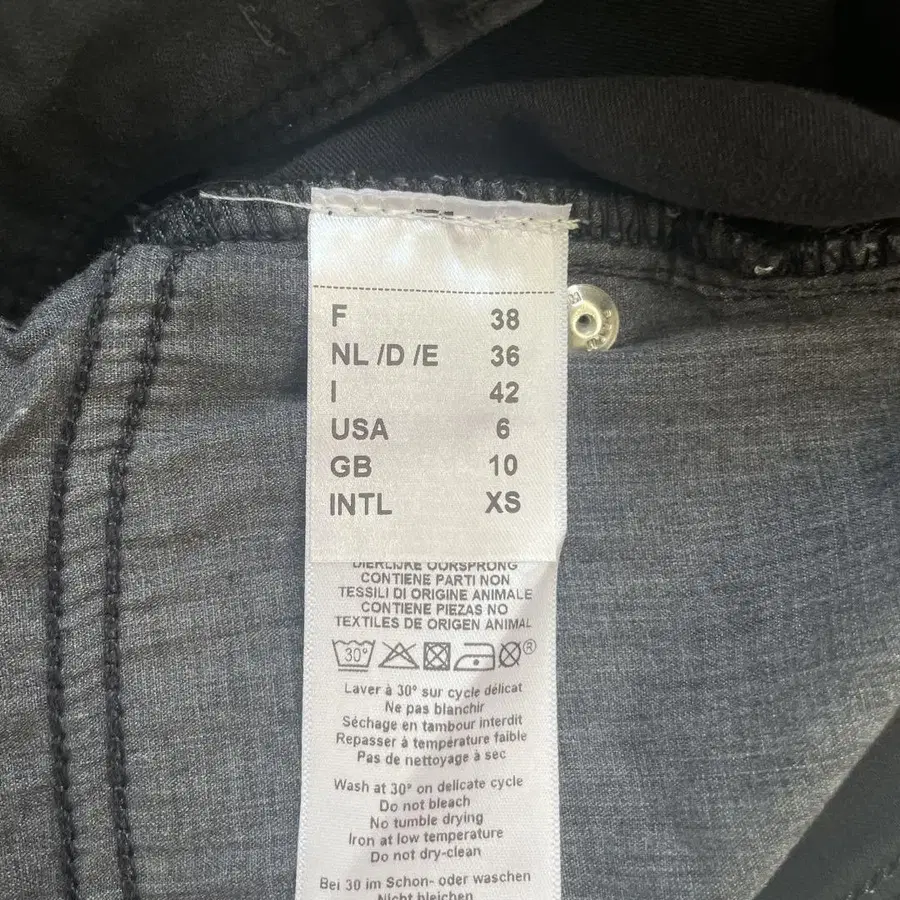 F 38
NL /D /E 36
I 42
USA 6
GB 10
INTL XS
DIERLIJKE OORSPRONG
CONTIENE PARTI NON
TESSILI DI ORIGINE ANIMALE
CONTIENE PIEZAS NO
TEXTILES DE ORIGEN ANIMAL
30° ®
Laver à 30° sur cycle délicat
Ne pas blanchir
Séchage en tambour interdit
Repasser à température faible
Pas de nettoyage à sec
Wash at 30° on delicate cycle
Do not bleach
No tumble drying
Iron at low temperature
Do not dry-clean
Bei 30 im Schon- oder waschen
Nicht bleichen